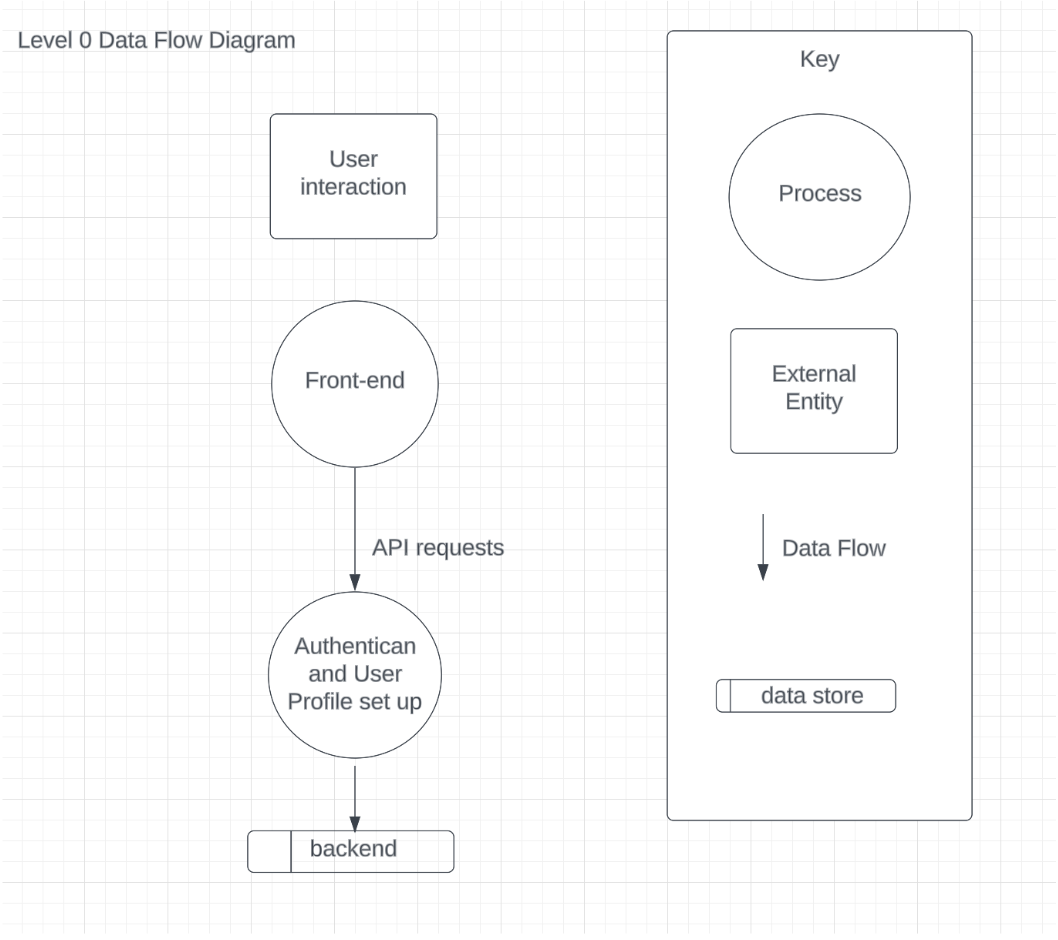 Level 0 Data Flow Diagram
User
interaction
Front-end
API requests
Authentican
and User
Profile set up
backend
Key
Process
External
Entity
Data Flow
data store